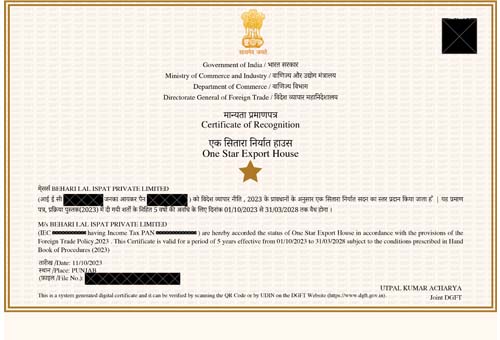 सत्यमेव जयते
Government of India / भारत सरकार
Ministry of Commerce and Industry / वाणिज्य और उद्योग मंत्रालय
Department of Commerce / वाणिज्य विभाग
Directorate General of Foreign Trade / विदेश व्यापार महानिदेशालय
मान्यता प्रमाणपत्र
Certificate of Recognition
एक सितारा निर्यात हाउस
One Star Export House
मेसर्स BEHARI LAL ISPAT PRIVATE LIMITED
(आई ई सी जिनका आयकर पैन ) को विदेश व्यापार नीति , 2023 के प्रावधानों के अनुसार एक सितारा निर्यात सदन का स्तर प्रदान किया जाता हैं | यह प्रमाण
पत्र, प्रक्रिया पुस्तक(2023) में दी गयी शर्तों के विहित 5 वर्षो की अवधि के लिए दिनांक 01/10/2023 से 31/03/2028 तक वैध होगा ।
M/s BEHARI LAL ISPAT PRIVATE LIMITED
(IEC having Income Tax PAN ) are hereby accorded the status of One Star Export House in accordance with the provisions of the
Foreign Trade Policy,2023 . This Certificate is valid for a period of 5 years effective from 01/10/2023 to 31/03/2028 subject to the conditions prescribed in Hand
Book of Procedures (2023)
तारीख /Date: 11/10/2023
स्थान /Place: PUNJAB
(फ़ाइल /File No.):
UTPAL KUMAR ACHARYA
This is a system generated digital certificate and it can be verified by scanning the QR Code or by UDIN on the DGFT Website (https://www.dgft.gov.in).
Joint DGFT